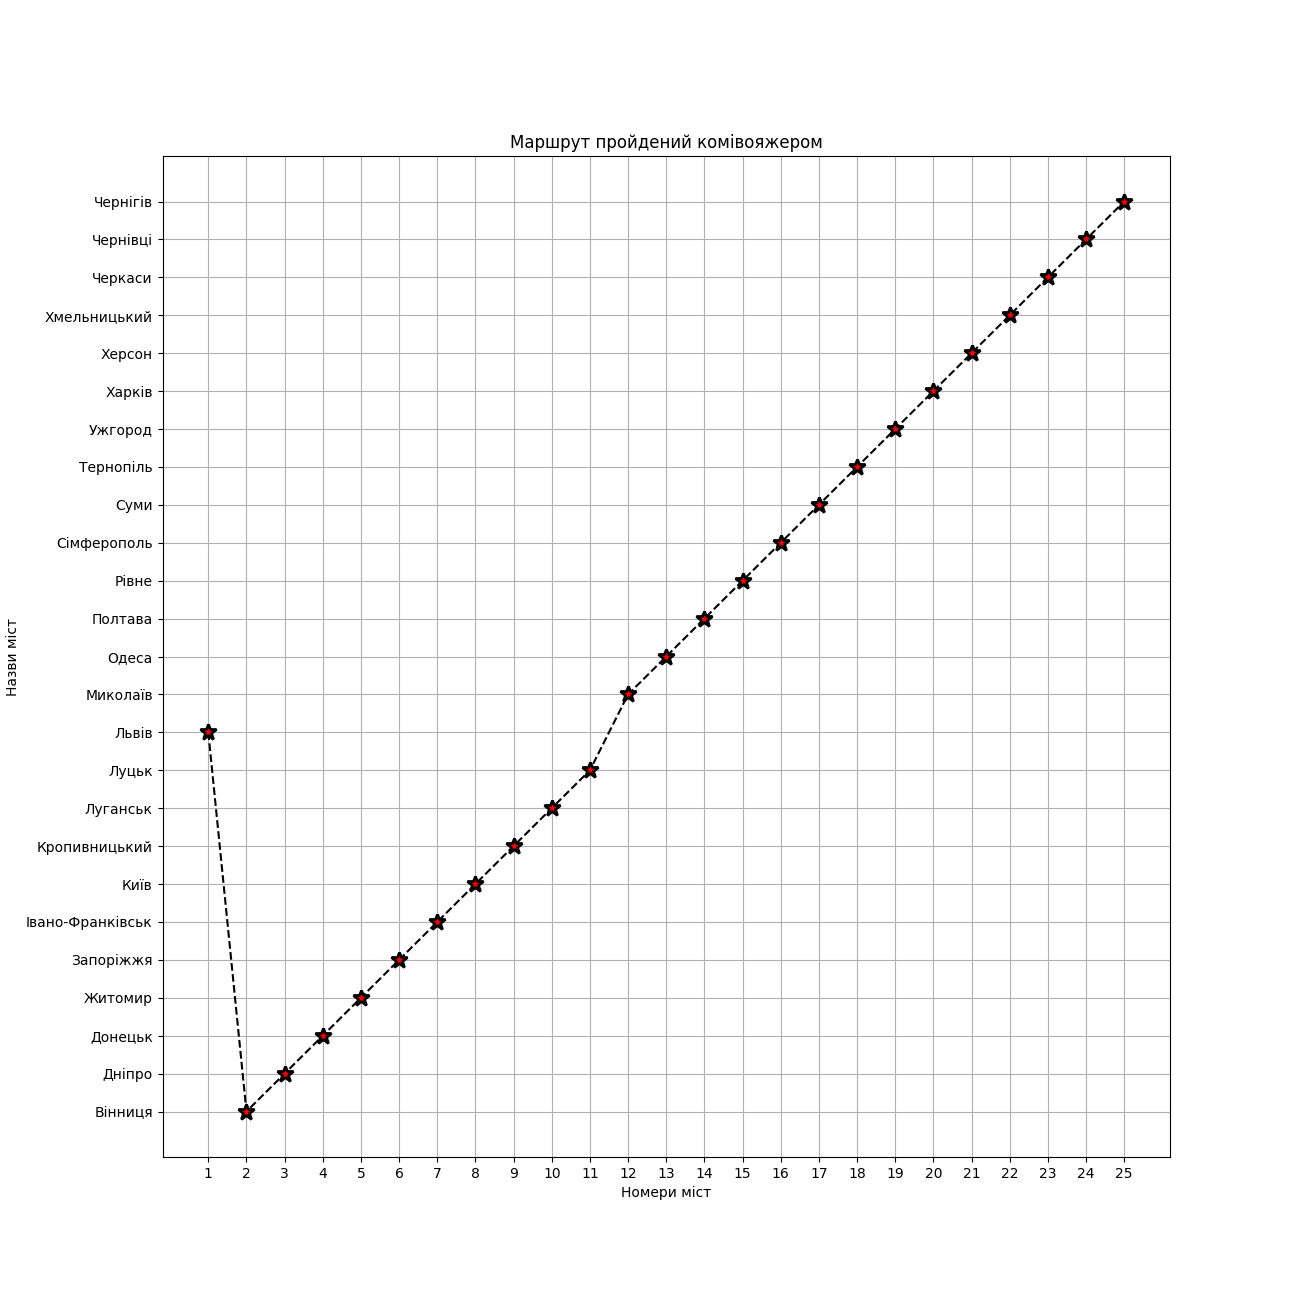 Маршрут пройдений комівояжером
Чернігів
Чернівці
Черкаси
Хмельницький
Херсон
Харків
Ужгород
Тернопіль
Суми
Сімферополь
Рівне
Полтава
Одеса
Миколаїв
Львів
Луцьк
Луганськ
Кропивницький
Київ
Івано-Франківськ
Запоріжжя
Житомир
Донецьк
Дніпро
Вінниця
Назви міст
1 2 3 4 5 6 7 8 9 10 11 12 13 14 15 16 17 18 19 20 21 22 23 24 25
Номери міст